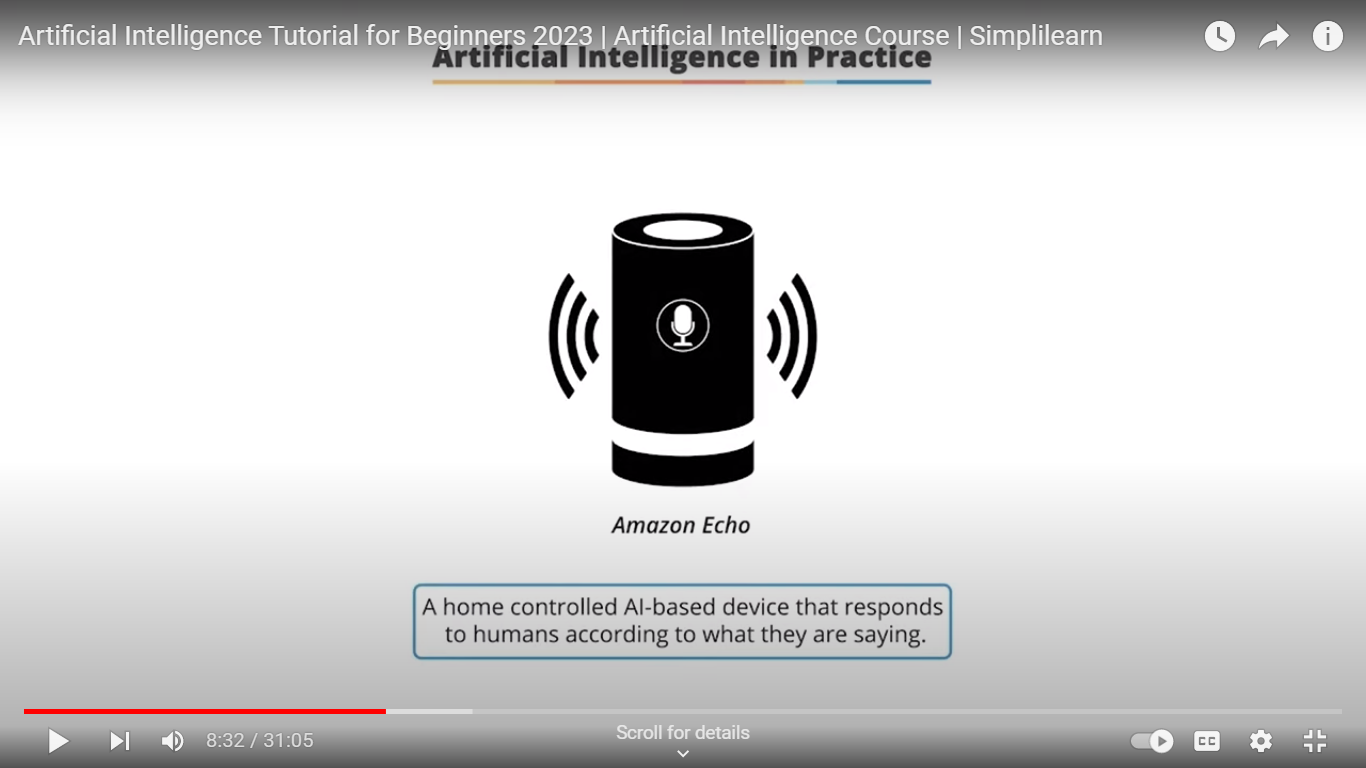 Artificial Intelligence Tutorial for Beginners 2023 | Artificial Intelligence Course | Simplilearn
Artificial Intelligence in Practice
Amazon Echo
A home controlled AI-based device that responds
to humans according to what they are saying.
8:32 / 31:05
Scroll for details
CC